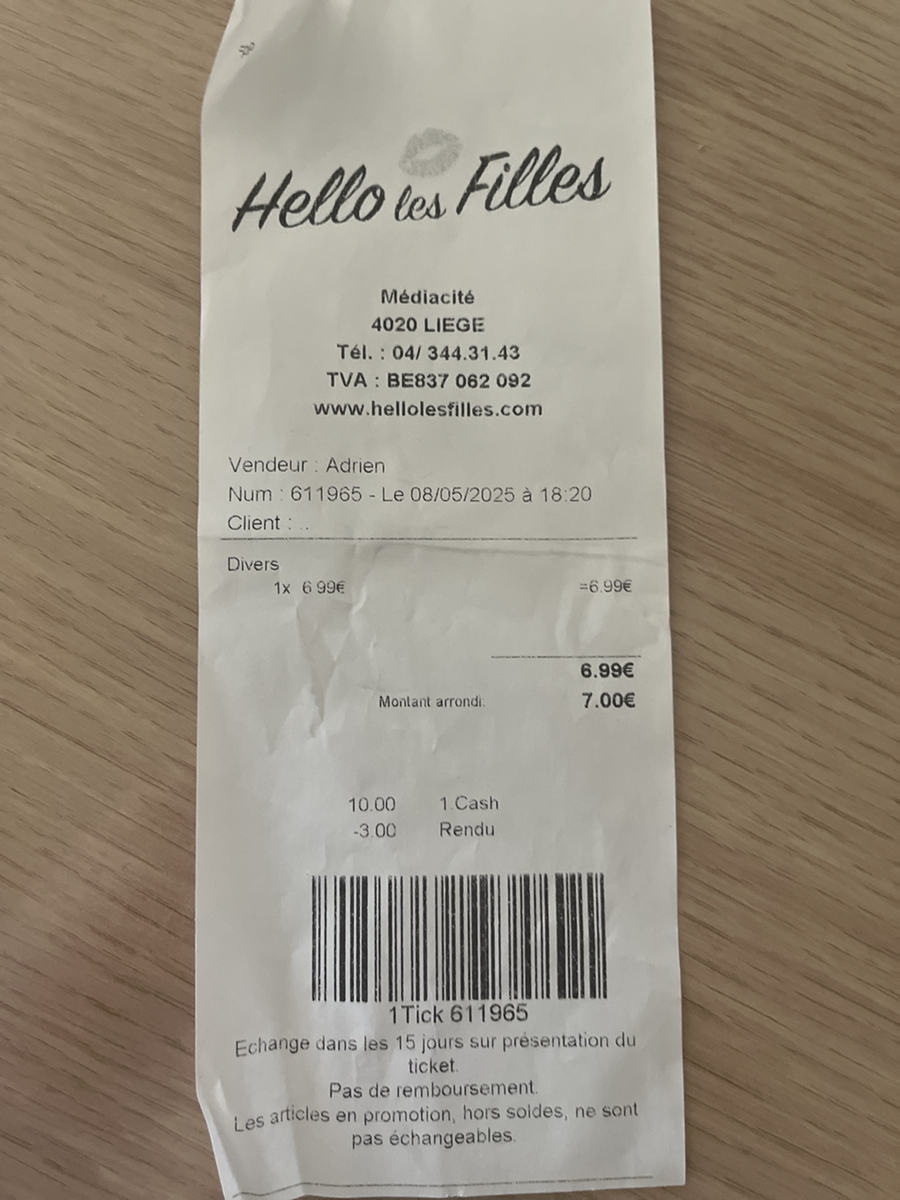 Hello les Filles
Médiacité
4020 LIEGE
Tél. : 04/ 344.31.43
TVA : BE837 062 092
www.hellolesfilles.com
Vendeur : Adrien
Num : 611965 - Le 08/05/2025 à 18:20
Client : ..
Divers
1x 6.99€ =6.99€
6.99€
Montant arrondi: 7.00€
10.00 1.Cash
-3.00 Rendu
1Tick 611965
Echange dans les 15 jours sur présentation du
ticket.
Pas de remboursement.
Les articles en promotion, hors soldes, ne sont
pas échangeables.